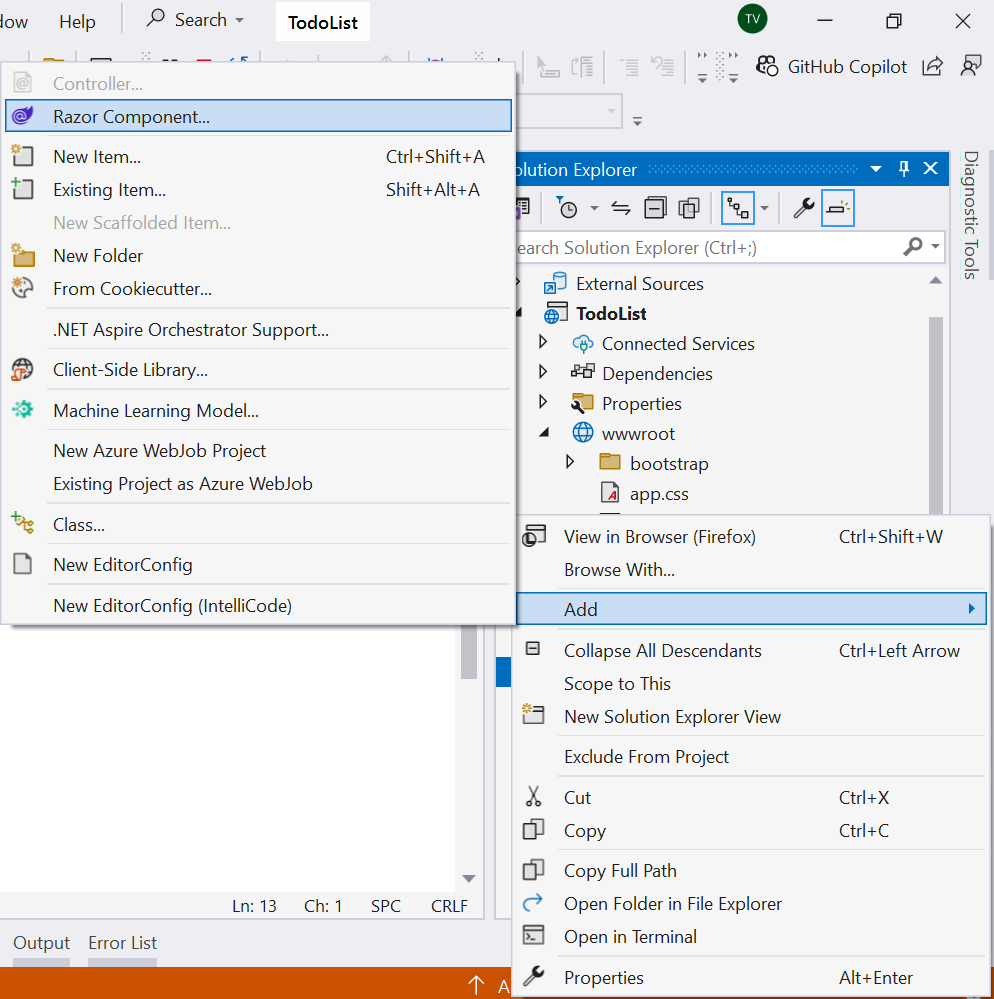 Help
Search
TodoList
TV
GitHub Copilot
Controller...
Razor Component...
New Item... Ctrl+Shift+A
Existing Item... Shift+Alt+A
New Scaffolded Item...
New Folder
From Cookiecutter...
.NET Aspire Orchestrator Support...
Client-Side Library...
Machine Learning Model...
New Azure WebJob Project
Existing Project as Azure WebJob
Class...
New EditorConfig
New EditorConfig (IntelliCode)
olution Explorer
earch Solution Explorer (Ctrl+;)
External Sources
TodoList
Connected Services
Dependencies
Properties
wwwroot
bootstrap
app.css
Diagnostic Tools
View in Browser (Firefox) Ctrl+Shift+W
Browse With...
Add
Collapse All Descendants Ctrl+Left Arrow
Scope to This
New Solution Explorer View
Exclude From Project
Cut Ctrl+X
Copy Ctrl+C
Copy Full Path
Open Folder in File Explorer
Open in Terminal
Properties Alt+Enter
Ln: 13 Ch: 1 SPC CRLF
Output Error List
A